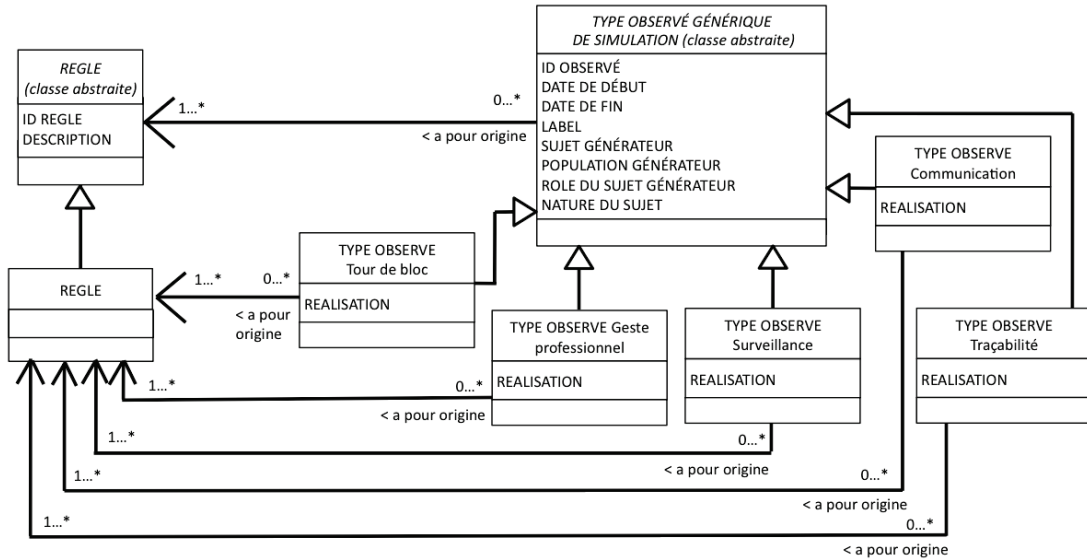 TYPE OBSERVÉ GÉNÉRIQUE
DE SIMULATION (classe abstraite)
ID OBSERVÉ
DATE DE DÉBUT
DATE DE FIN
LABEL
SUJET GÉNÉRATEUR
POPULATION GÉNÉRATEUR
ROLE DU SUJET GÉNÉRATEUR
NATURE DU SUJET
REGLE
(classe abstraite)
ID REGLE
DESCRIPTION
1...*
0...*
< a pour origine
TYPE OBSERVE
Communication
REALISATION
TYPE OBSERVE
Tour de bloc
REALISATION
REGLE
1...*
0...*
< a pour
origine
TYPE OBSERVE Geste
professionnel
REALISATION
TYPE OBSERVE
Surveillance
REALISATION
TYPE OBSERVE
Traçabilité
REALISATION
1...*
0...*
< a pour origine
1...*
0...*
< a pour origine
1...*
0...*
< a pour origine
1...*
0...*
< a pour origine